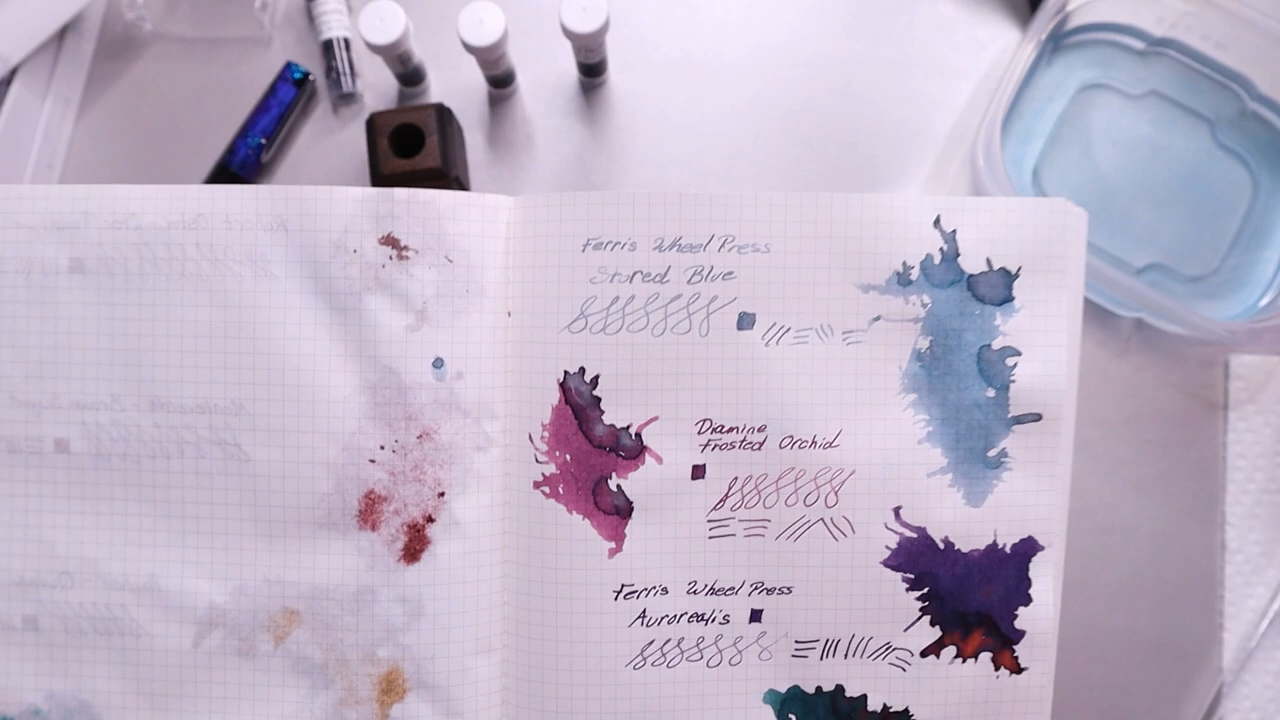 Ferris Wheel Press
Stored Blue
Diamine
Frosted Orchid
Ferris Wheel Press
Aurorealis